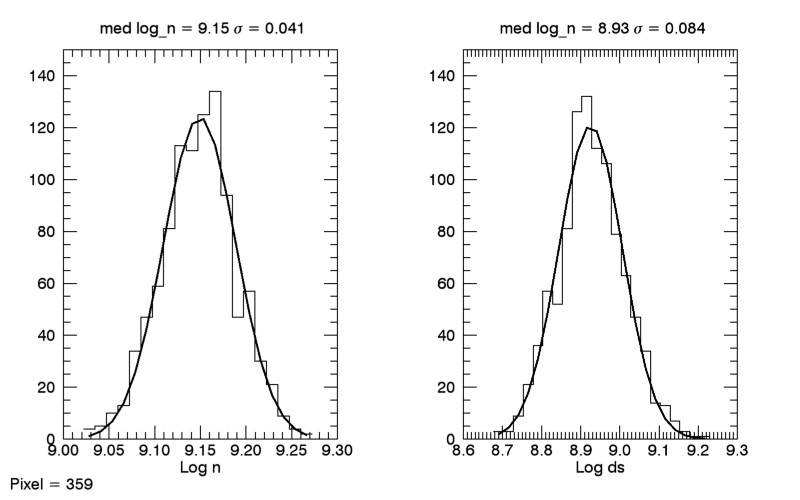 med log_n = 9.15 σ = 0.041
140
120
100
80
60
40
20
0
9.00 9.05 9.10 9.15 9.20 9.25 9.30
Log n
med log_n = 8.93 σ = 0.084
140
120
100
80
60
40
20
0
8.6 8.7 8.8 8.9 9.0 9.1 9.2 9.3
Log ds
Pixel = 359